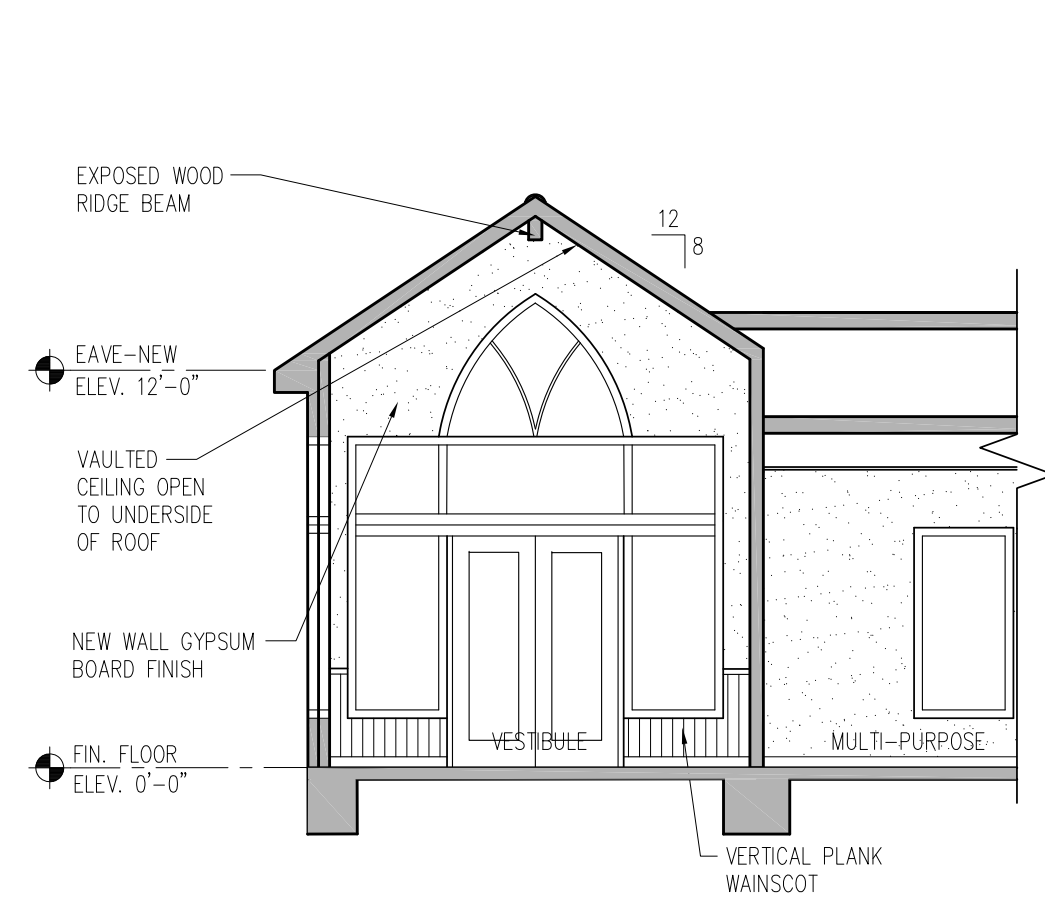 EXPOSED WOOD
RIDGE BEAM
12
8
EAVE-NEW
ELEV. 12'-0"
VAULTED
CEILING OPEN
TO UNDERSIDE
OF ROOF
NEW WALL GYPSUM
BOARD FINISH
VESTIBULE
MULTI-PURPOSE
FIN. FLOOR
ELEV. 0'-0"
VERTICAL PLANK
WAINSCOT